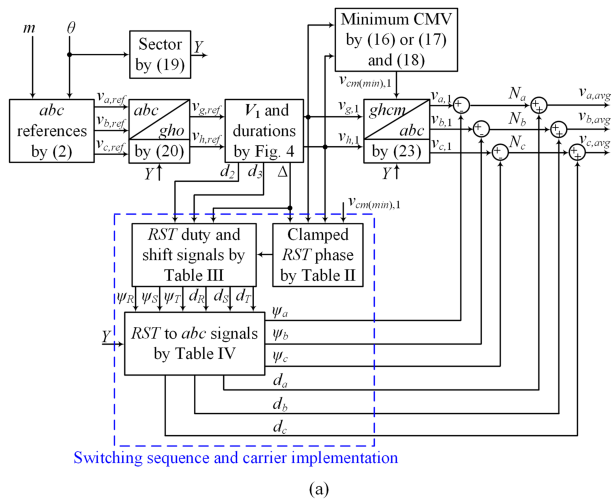 m
θ
Sector
by (19)
Y
Minimum CMV
by (16) or (17)
and (18)
v_cm(min),1
abc
references
by (2)
v_a,ref
v_b,ref
v_c,ref
abc
gho
by (20)
Y
v_g,ref
v_h,ref
V₁ and
durations
by Fig. 4
d₂
d₃
Δ
v_g,1
v_h,1
ghcm
abc
by (23)
Y
v_a,1
v_b,1
v_c,1
+
+
+
+
+
+
N_a
N_b
N_c
+
+
+
+
+
+
v_a,avg
v_b,avg
v_c,avg
v_cm(min),1
RST duty and
shift signals by
Table III
Clamped
RST phase
by Table II
ψ_R
ψ_S
ψ_T
d_R
d_S
d_T
Y
RST to abc signals
by Table IV
ψ_a
ψ_b
ψ_c
d_a
d_b
d_c
Switching sequence and carrier implementation
(a)